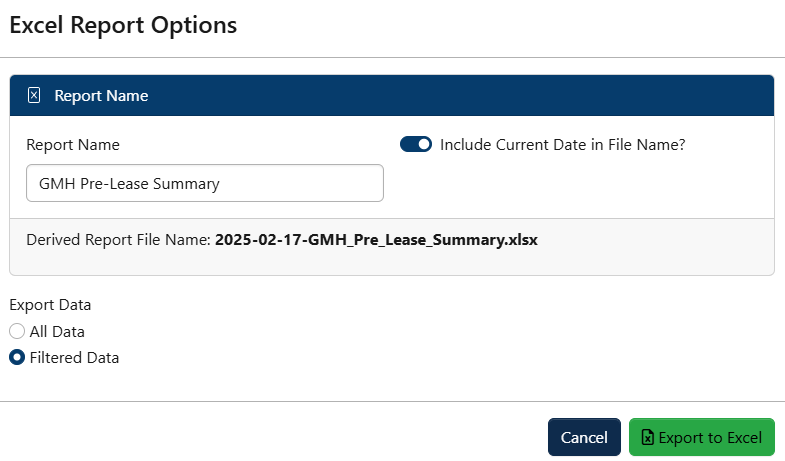 Excel Report Options
Report Name
Report Name
Include Current Date in File Name?
GMH Pre-Lease Summary
Derived Report File Name: 2025-02-17-GMH_Pre_Lease_Summary.xlsx
Export Data
All Data
Filtered Data
Cancel
Export to Excel